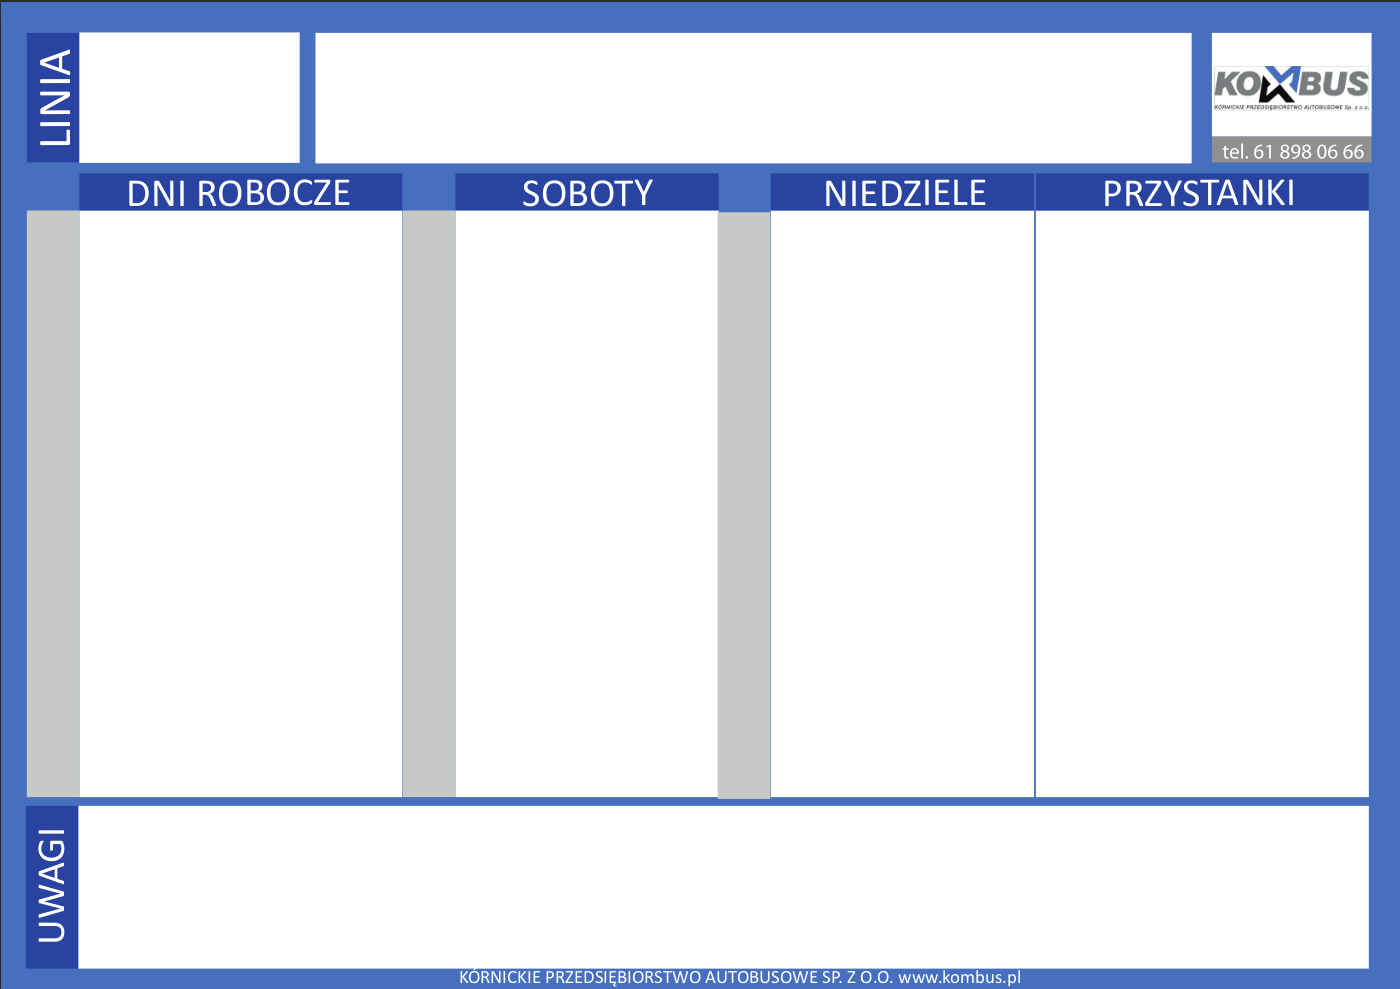 LINIA
KOMBUS
KÓRNICKIE PRZEDSIĘBIORSTWO AUTOBUSOWE Sp. z o.o.
tel. 61 898 06 66
DNI ROBOCZE
SOBOTY
NIEDZIELE
PRZYSTANKI
UWAGI
KÓRNICKIE PRZEDSIĘBIORSTWO AUTOBUSOWE SP. Z O.O. www.kombus.pl